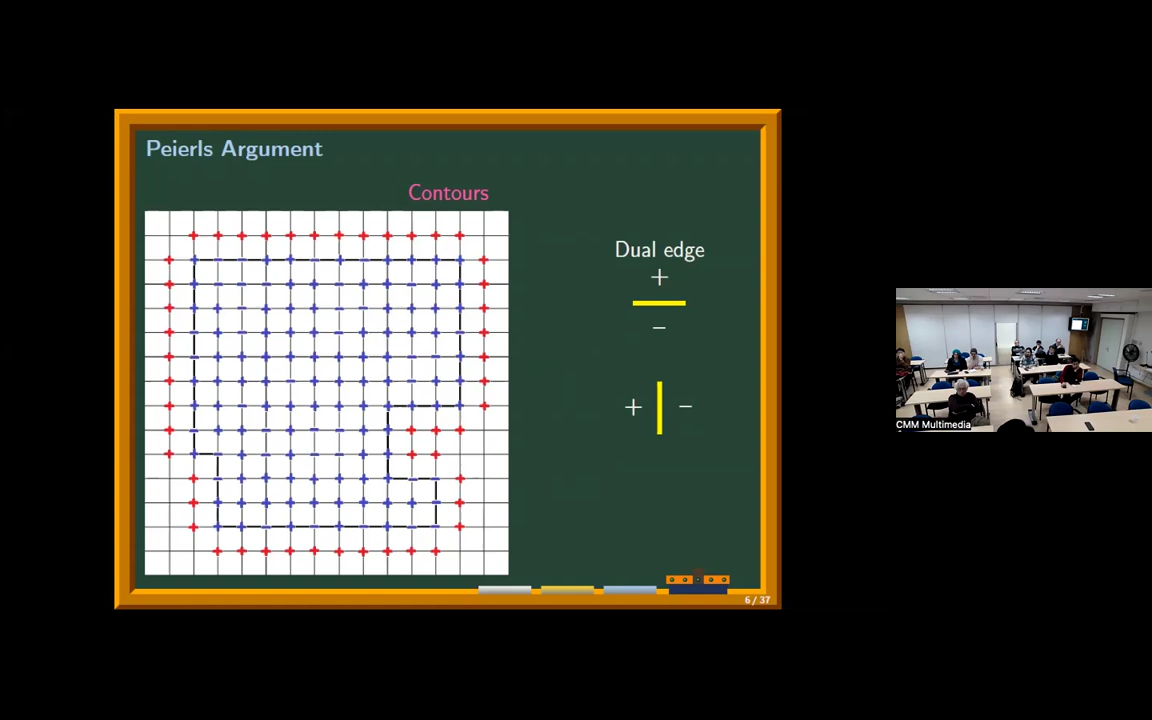 Peierls Argument
Contours
Dual edge
+
−
+ −
6 / 37
CMM Multimedia